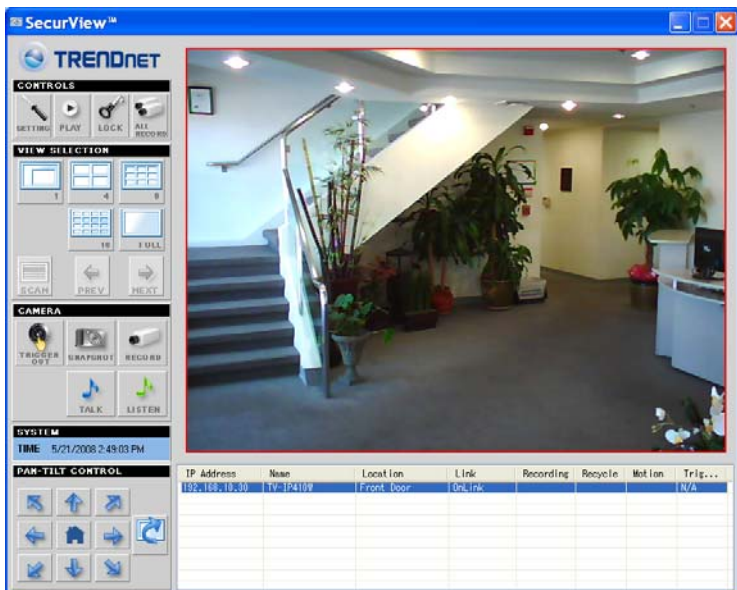 SecurView™
TRENDNET
CONTROLS
SETTING PLAY LOCK ALL RECORD
VIEW SELECTION
1 4 9
16 FULL
SCAN PREV NEXT
CAMERA
TRIGGER OUT SNAPSHOT RECORD
TALK LISTEN
SYSTEM
TIME 5/21/2008 2:49:03 PM
PAN-TILT CONTROL
IP Address Name Location Link Recording Recycle Motion Trig...
192.168.10.30 TV-IP410W Front Door OnLink N/A